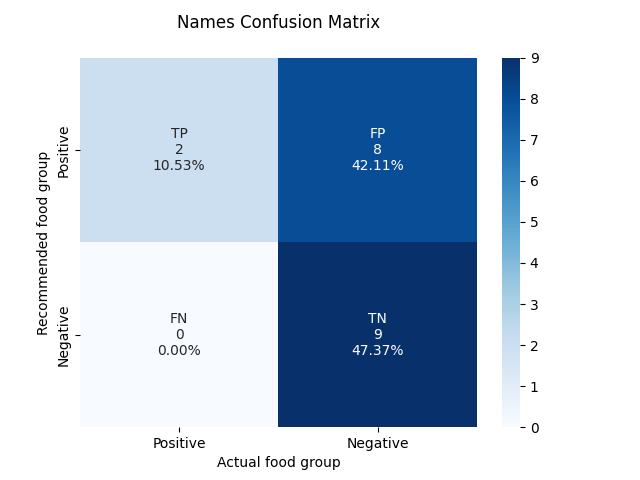 Names Confusion Matrix
Recommended food group
Positive
Negative
TP
2
10.53%
FP
8
42.11%
FN
0
0.00%
TN
9
47.37%
Positive
Negative
Actual food group
9
8
7
6
5
4
3
2
1
0